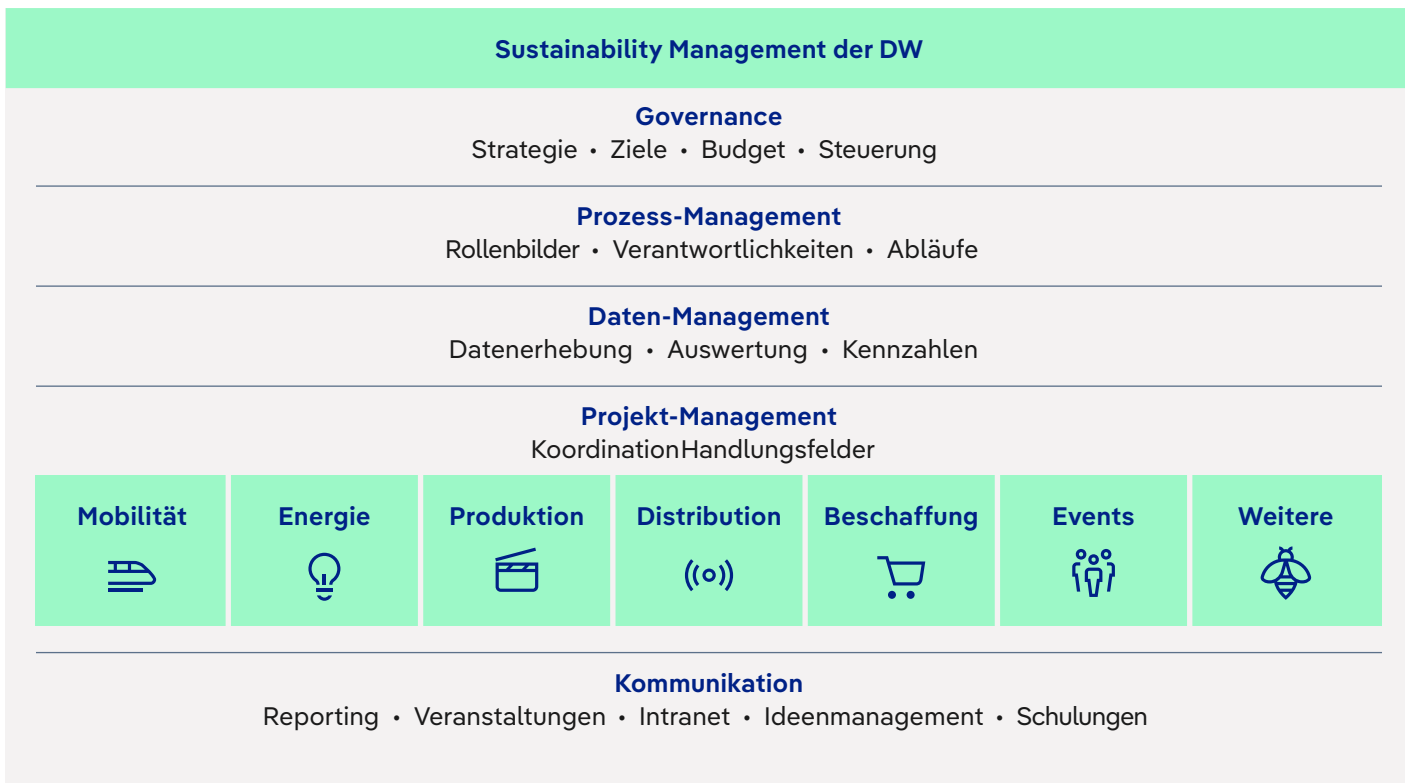 Sustainability Management der DW
Governance
Strategie • Ziele • Budget • Steuerung
Prozess-Management
Rollenbilder • Verantwortlichkeiten • Abläufe
Daten-Management
Datenerhebung • Auswertung • Kennzahlen
Projekt-Management
KoordinationHandlungsfelder
Mobilität Energie Produktion Distribution Beschaffung Events Weitere
Kommunikation
Reporting • Veranstaltungen • Intranet • Ideenmanagement • Schulungen